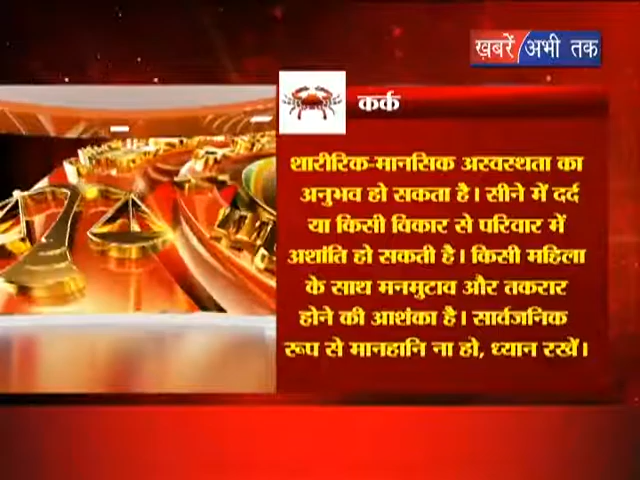 ख़बरें अभी तक
कर्क
शारीरिक-मानसिक अस्वस्थता का
अनुभव हो सकता है। सीने में दर्द
या किसी विकार से परिवार में
अशांति हो सकती है। किसी महिला
के साथ मनमुटाव और तकरार
होने की आशंका है। सार्वजनिक
रूप से मानहानि ना हो, ध्यान रखें।